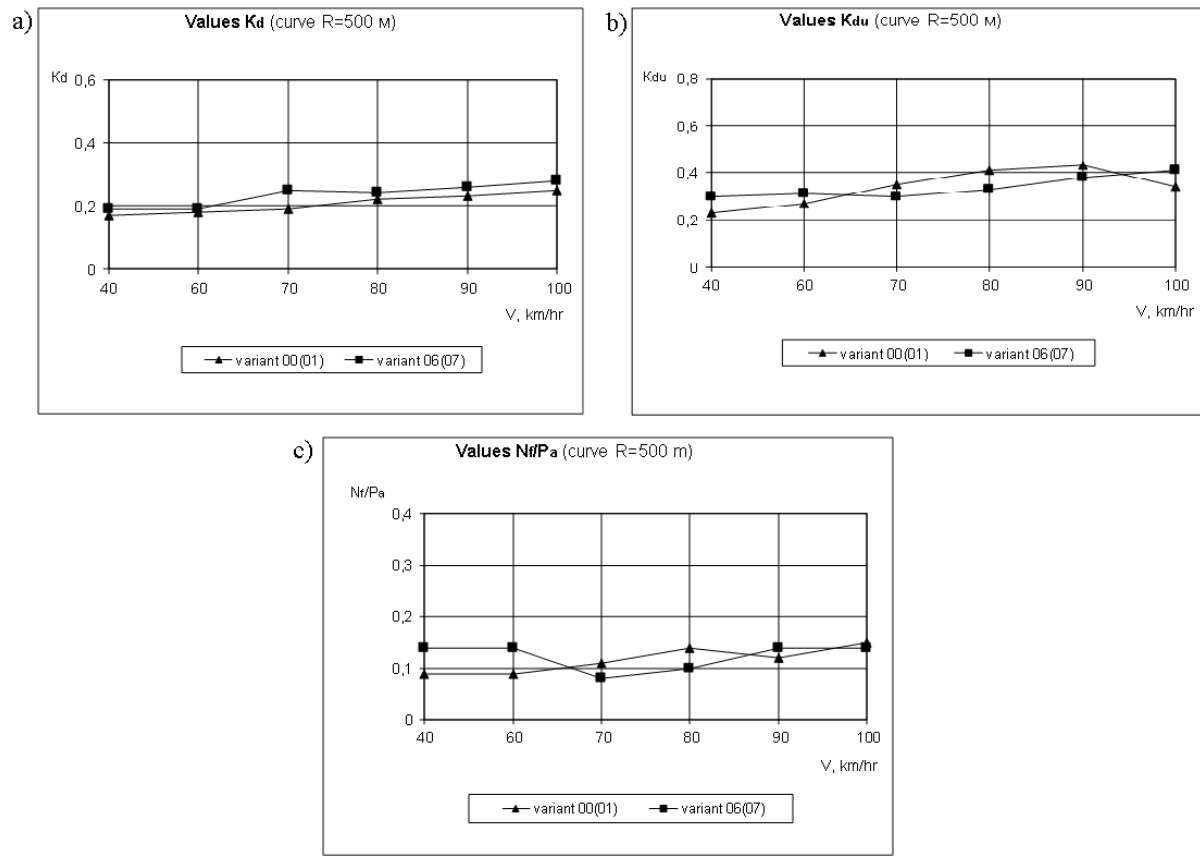 a)
Values Kd (curve R=500 м)
Kd
0,6
0,4
0,2
0
40 60 70 80 90 100
V, km/hr
variant 00(01) variant 06(07)
b)
Values Kdu (curve R=500 м)
Kdu
0,8
0,6
0,4
0,2
U
40 60 70 80 90 100
V, km/hr
variant 00(01) variant 06(07)
c)
Values Nf/Pa (curve R=500 m)
Nf/Pa
0,4
0,3
0,2
0,1
0
40 60 70 80 90 100
V, km/hr
variant 00(01) variant 06(07)